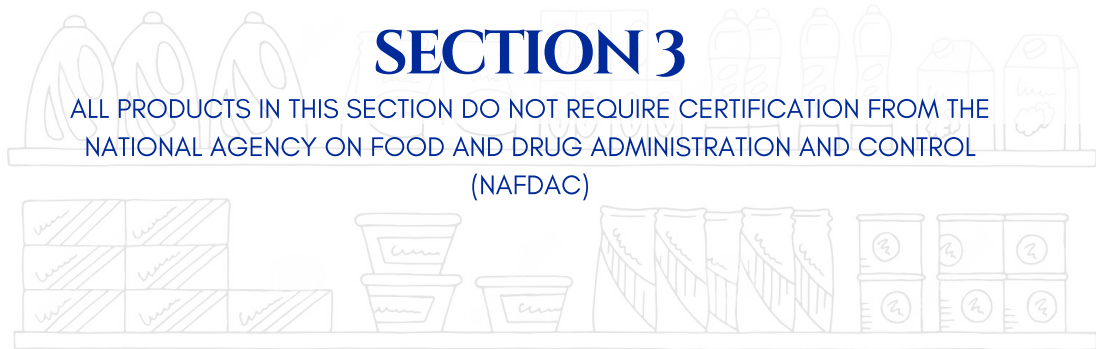 SECTION 3
ALL PRODUCTS IN THIS SECTION DO NOT REQUIRE CERTIFICATION FROM THE
NATIONAL AGENCY ON FOOD AND DRUG ADMINISTRATION AND CONTROL
(NAFDAC)